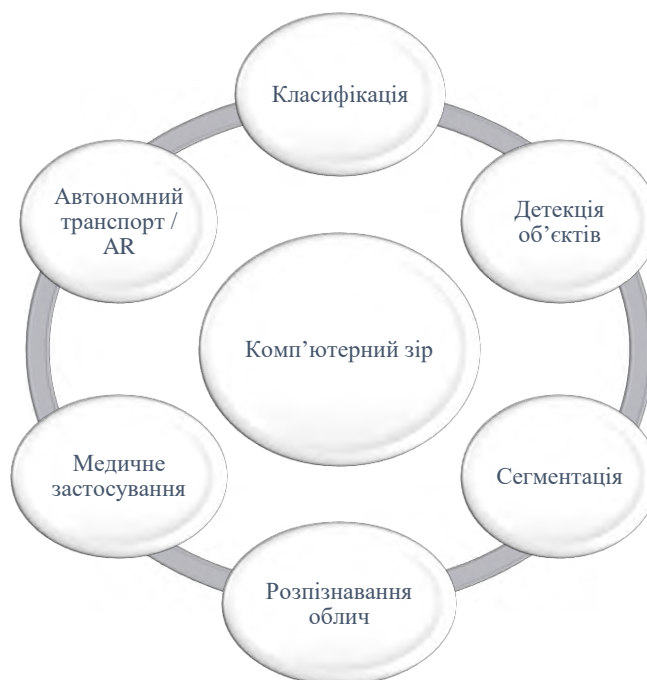 Класифікація
Детекція
об’єктів
Сегментація
Розпізнавання
облич
Медичне
застосування
Автономний
транспорт /
AR
Комп’ютерний зір